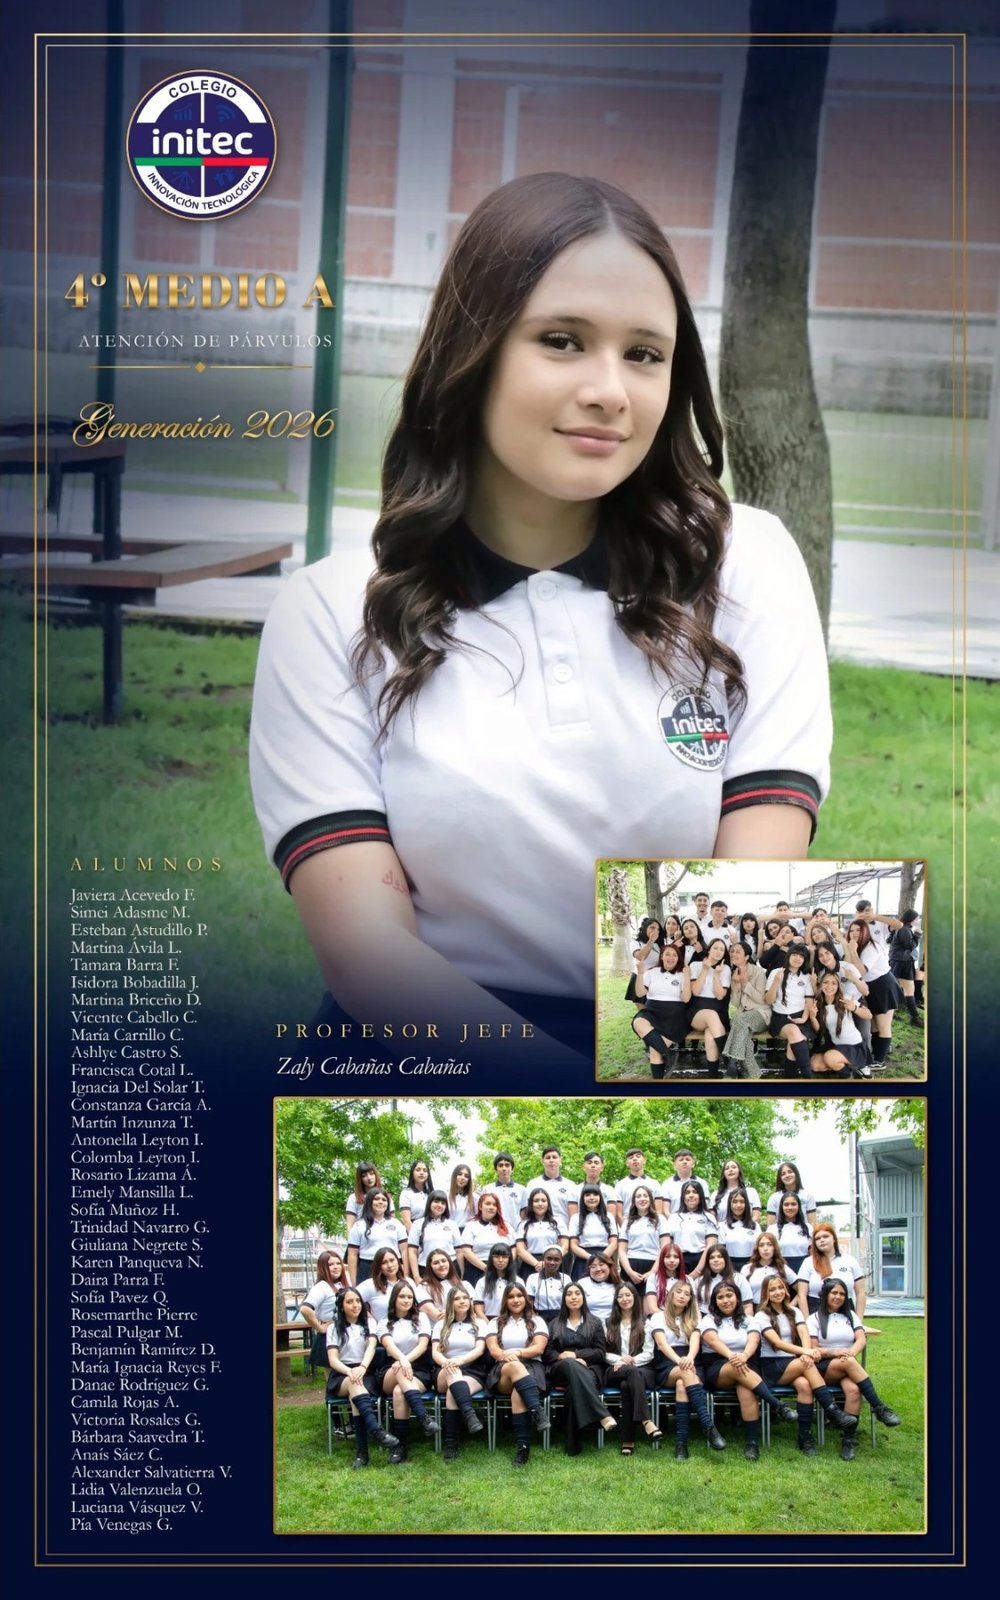 COLEGIO
initec
INNOVACIÓN TECNOLÓGICA
4º MEDIO A
ATENCIÓN DE PÁRVULOS
Generación 2026
COLEGIO
initec
ALUMNOS
Javiera Acevedo F.
Simei Adasme M.
Esteban Astudillo P.
Martina Ávila L.
Tamara Barra F.
Isidora Bobadilla J.
Martina Briceño D.
Vicente Cabello C.
María Carrillo C.
Ashlye Castro S.
Francisca Cotal L.
Ignacia Del Solar T.
Constanza García A.
Martín Inzunza T.
Antonella Leyton I.
Colomba Leyton I.
Rosario Lizama Á.
Emely Mansilla L.
Sofía Muñoz H.
Trinidad Navarro G.
Giuliana Negrete S.
Karen Panqueva N.
Daira Parra F.
Sofía Pavez Q.
Rosemarthe Pierre
Pascal Pulgar M.
Benjamín Ramírez D.
María Ignacia Reyes F.
Danae Rodríguez G.
Camila Rojas A.
Victoria Rosales G.
Bárbara Saavedra T.
Anaís Sáez C.
Alexander Salvatierra V.
Lidia Valenzuela O.
Luciana Vásquez V.
Pía Venegas G.
PROFESOR JEFE
Zaly Cabañas Cabañas